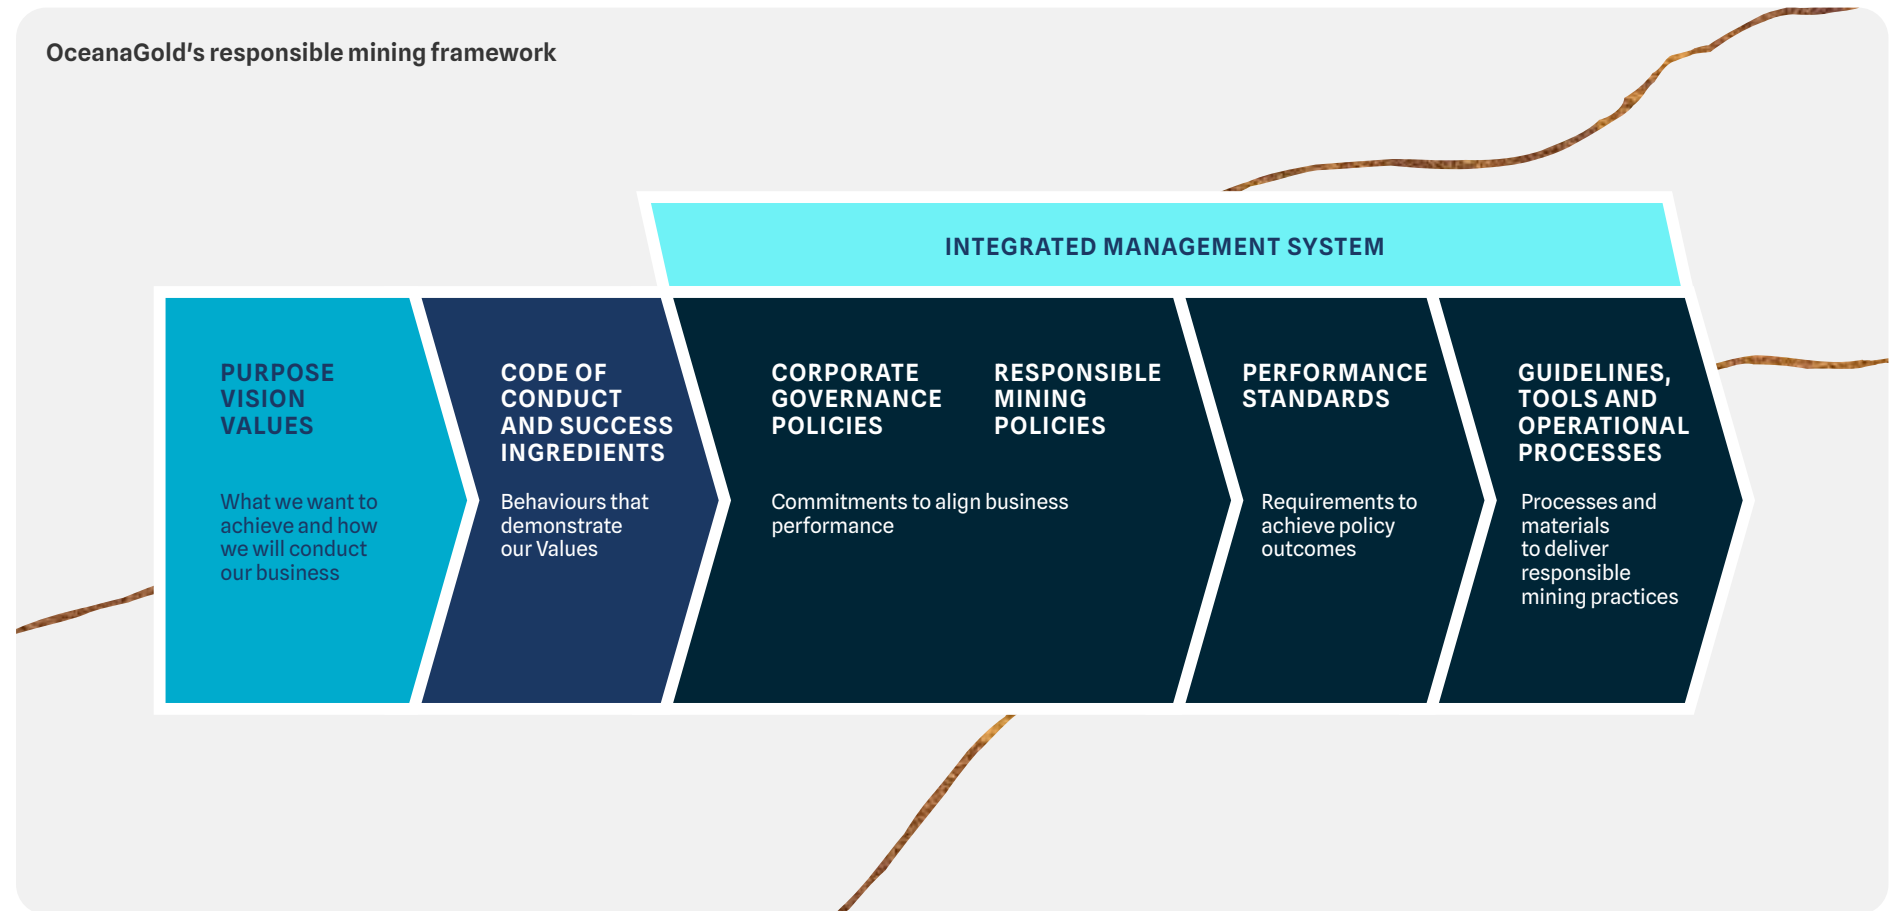 OceanaGold's responsible mining framework
INTEGRATED MANAGEMENT SYSTEM
PURPOSE
VISION
VALUES
What we want to
achieve and how
we will conduct
our business
CODE OF
CONDUCT
AND SUCCESS
INGREDIENTS
Behaviours that
demonstrate
our Values
CORPORATE
GOVERNANCE
POLICIES
RESPONSIBLE
MINING
POLICIES
Commitments to align business
performance
PERFORMANCE
STANDARDS
Requirements to
achieve policy
outcomes
GUIDELINES,
TOOLS AND
OPERATIONAL
PROCESSES
Processes and
materials
to deliver
responsible
mining practices